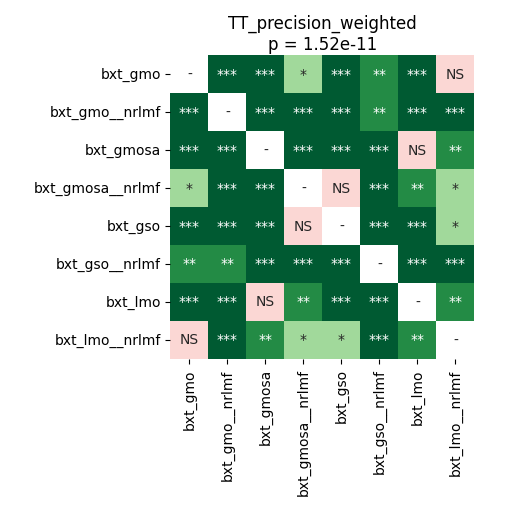 TT_precision_weighted
p = 1.52e-11
bxt_gmo - *** *** * *** ** *** NS
bxt_gmo__nrlmf *** - *** *** *** ** *** ***
bxt_gmosa *** *** - *** *** *** NS **
bxt_gmosa__nrlmf * *** *** - NS *** ** *
bxt_gso *** *** *** NS - *** *** *
bxt_gso__nrlmf ** ** *** *** *** - *** ***
bxt_lmo *** *** NS ** *** *** - **
bxt_lmo__nrlmf NS *** ** * * *** ** -
bxt_gmo
bxt_gmo__nrlmf
bxt_gmosa
bxt_gmosa__nrlmf
bxt_gso
bxt_gso__nrlmf
bxt_lmo
bxt_lmo__nrlmf